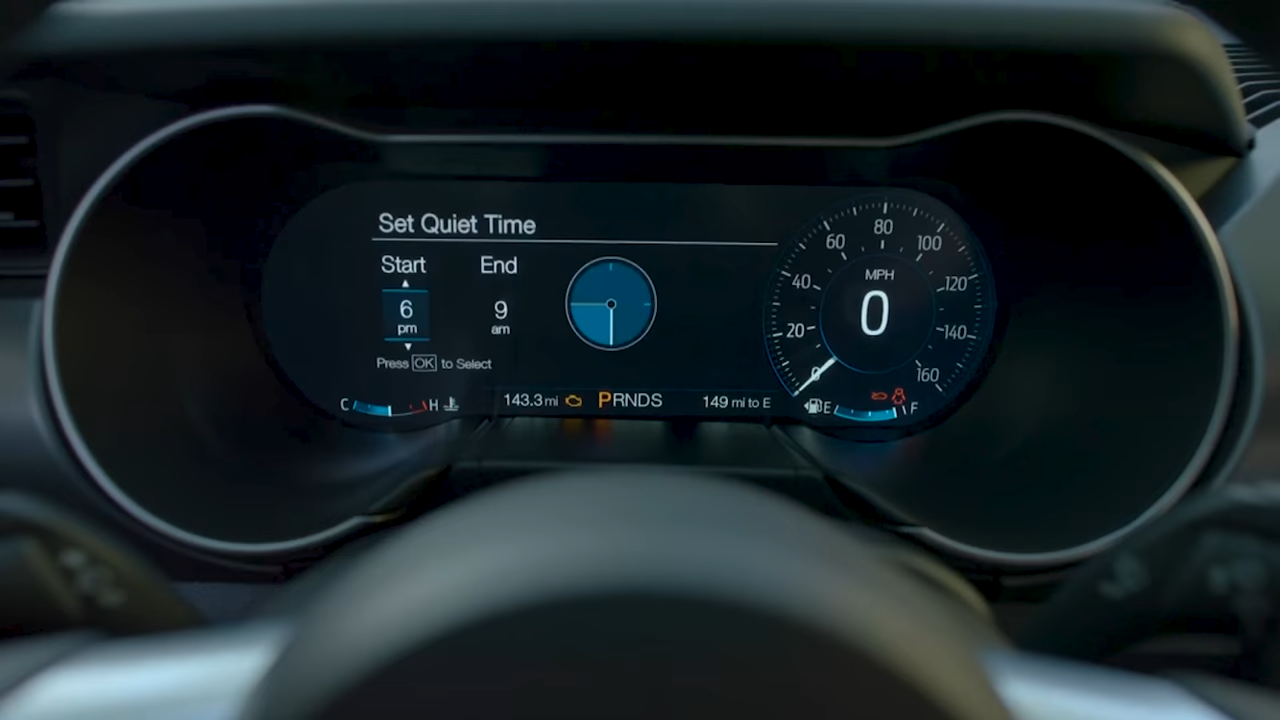 Set Quiet Time
Start End
6 9
pm am
Press OK to Select
C H
143.3 mi PRNDS 149 mi to E
E F
0 20 40 60 80 100 120 140 160
MPH
0